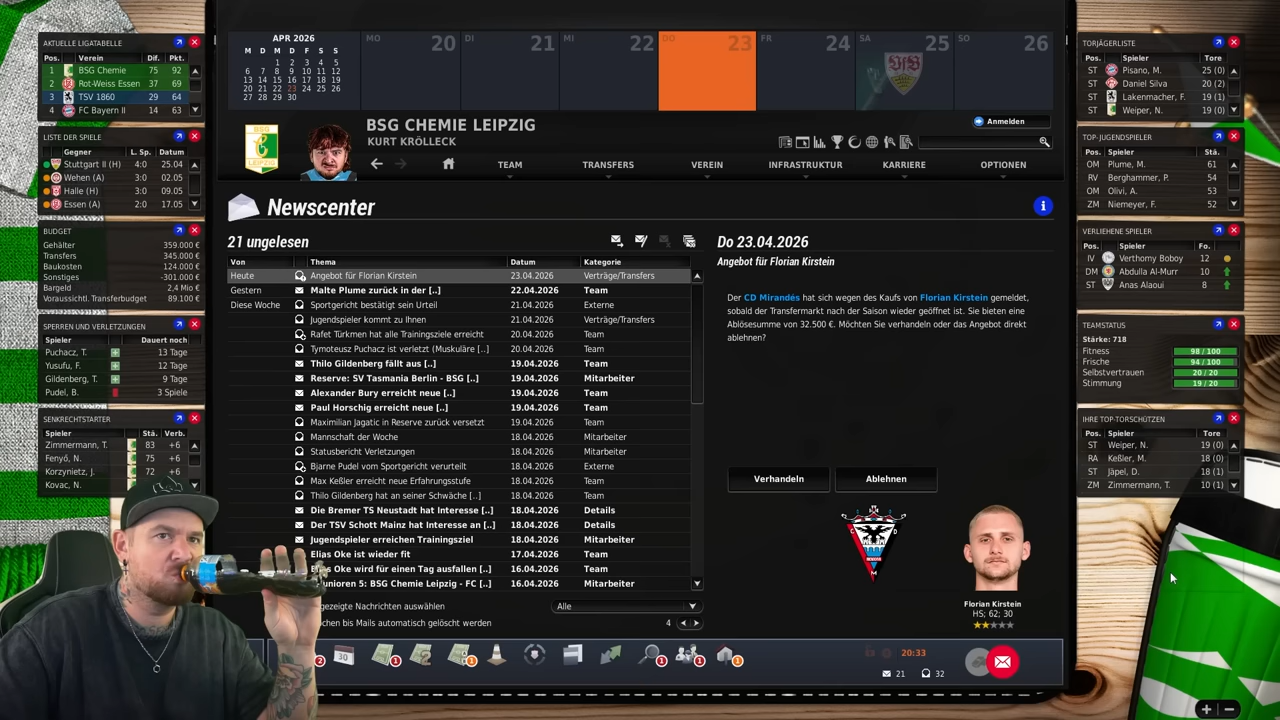 AKTUELLE LIGATABELLE
Pos. Verein Dif. Pkt.
1 BSG Chemie 75 92
2 Rot-Weiss Essen 37 69
3 TSV 1860 29 64
4 FC Bayern II 14 63
LISTE DER SPIELE
Gegner L. Sp. Datum
Stuttgart II (H) 4:0 25.04
Wehen (A) 3:0 02.05
Halle (H) 3:0 09.05
Essen (A) 2:0 17.05
BUDGET
Gehälter 359.000 €
Transfers 345.000 €
Baukosten 124.000 €
Sonstiges -301.000 €
Bargeld 2,4 Mio €
Voraussichtl. Transferbudget 89.100 €
SPERREN UND VERLETZUNGEN
Spieler Dauert noch
Puchacz, T. 13 Tage
Yusufu, F. 12 Tage
Gildenberg, T. 9 Tage
Pudel, B. 3 Spiele
SENKRECHTSTARTER
Spieler Stä. Verb.
Zimmermann, T. 83 +6
Fenyő, N. 75 +6
Korzynietz, J. 72 +6
Kovac, N.
APR 2026
M D M D F S S
1 2 3 4 5
6 7 8 9 10 11 12
13 14 15 16 17 18 19
20 21 22 23 24 25 26
27 28 29 30
MO 20
DI 21
MI 22
DO 23
FR 24
SA 25
SO 26
VfB
BSG
LEIPZIG
BSG CHEMIE LEIPZIG
KURT KRÖLLECK
Anmelden
TEAM TRANSFERS VEREIN INFRASTRUKTUR KARRIERE OPTIONEN
Newscenter
21 ungelesen
Von Thema Datum Kategorie
Heute Angebot für Florian Kirstein 23.04.2026 Verträge/Transfers
Gestern Malte Plume zurück in der [..] 22.04.2026 Team
Diese Woche Sportgericht bestätigt sein Urteil 21.04.2026 Externe
Jugendspieler kommt zu Ihnen 21.04.2026 Verträge/Transfers
Rafet Türkmen hat alle Trainingsziele erreicht 20.04.2026 Team
Tymoteusz Puchacz ist verletzt (Muskuläre [..] 20.04.2026 Team
Thilo Gildenberg fällt aus [..] 19.04.2026 Team
Reserve: SV Tasmania Berlin - BSG [..] 19.04.2026 Mitarbeiter
Alexander Bury erreicht neue [..] 19.04.2026 Team
Paul Horschig erreicht neue [..] 19.04.2026 Team
Maximilian Jagatic in Reserve zurück versetzt 19.04.2026 Team
Mannschaft der Woche 18.04.2026 Mitarbeiter
Statusbericht Verletzungen 18.04.2026 Mitarbeiter
Bjarne Pudel vom Sportgericht verurteilt 18.04.2026 Externe
Max Keßler erreicht neue Erfahrungsstufe 18.04.2026 Team
Thilo Gildenberg hat an seiner Schwäche [..] 18.04.2026 Team
Die Bremer TS Neustadt hat Interesse [..] 18.04.2026 Details
Der TSV Schott Mainz hat Interesse an [..] 18.04.2026 Details
Jugendspieler erreichen Trainingsziel 18.04.2026 Mitarbeiter
Elias Oke ist wieder fit 17.04.2026 Team
Oke wird für einen Tag ausfallen [..] 16.04.2026 Team
unioren 5: BSG Chemie Leipzig - FC [..] 16.04.2026 Mitarbeiter
gezeigte Nachrichten auswählen Alle
chen bis Mails automatisch gelöscht werden 4
Do 23.04.2026
Angebot für Florian Kirstein
Der CD Mirandés hat sich wegen des Kaufs von Florian Kirstein gemeldet,
sobald der Transfermarkt nach der Saison wieder geöffnet ist. Sie bieten eine
Ablösesumme von 32.500 €. Möchten Sie verhandeln oder das Angebot direkt
ablehnen?
Verhandeln Ablehnen
Florian Kirstein
HS; 62; 30
2 30 1 1 1 1 1
20:33
21 32
TORJÄGERLISTE
Pos. Spieler Tore
ST Pisano, M. 25 (0)
ST Daniel Silva 20 (2)
ST Lakenmacher, F. 19 (1)
ST Weiper, N. 19 (0)
TOP-JUGENDSPIELER
Pos. Spieler Stä.
OM Plume, M. 61
RV Berghammer, P. 54
OM Olivi, A. 53
ZM Niemeyer, F. 52
VERLIEHENE SPIELER
Pos. Spieler Fo.
IV Verthomy Boboy 12
DM Abdulla Al-Murr 10
ST Anas Alaoui 8
TEAMSTATUS
Stärke: 718
Fitness 98 / 100
Frische 94 / 100
Selbstvertrauen 20 / 20
Stimmung 19 / 20
IHRE TOP-TORSCHÜTZEN
Pos. Spieler Tore
ST Weiper, N. 19 (0)
RA Keßler, M. 18 (0)
ST Jäpel, D. 18 (1)
ZM Zimmermann, T. 10 (1)